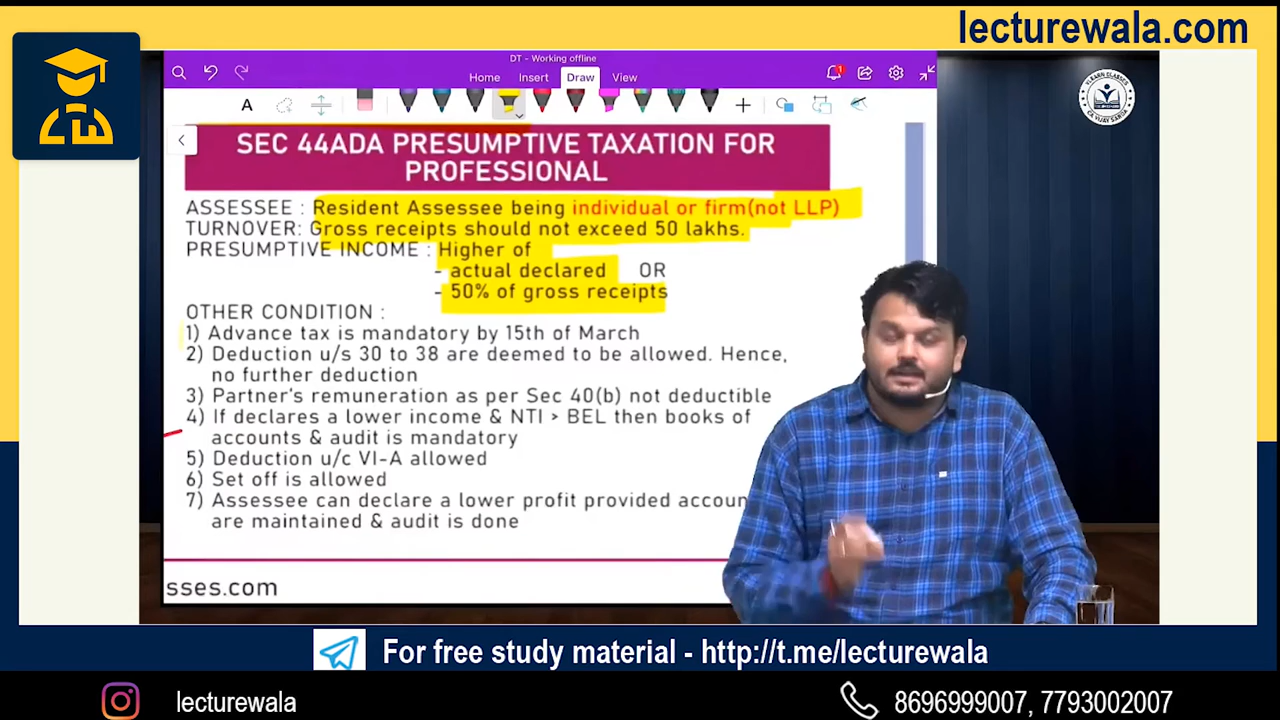 lecturewala.com
DT - Working offline
Home Insert Draw View
1
A
SEC 44ADA PRESUMPTIVE TAXATION FOR
PROFESSIONAL
ASSESSEE : Resident Assessee being individual or firm(not LLP)
TURNOVER: Gross receipts should not exceed 50 lakhs.
PRESUMPTIVE INCOME : Higher of
- actual declared OR
- 50% of gross receipts
OTHER CONDITION :
1) Advance tax is mandatory by 15th of March
2) Deduction u/s 30 to 38 are deemed to be allowed. Hence,
no further deduction
3) Partner's remuneration as per Sec 40(b) not deductible
4) If declares a lower income & NTI > BEL then books of
accounts & audit is mandatory
5) Deduction u/c VI-A allowed
6) Set off is allowed
7) Assessee can declare a lower profit provided accoun
are maintained & audit is done
sses.com
For free study material - http://t.me/lecturewala
lecturewala
8696999007, 7793002007